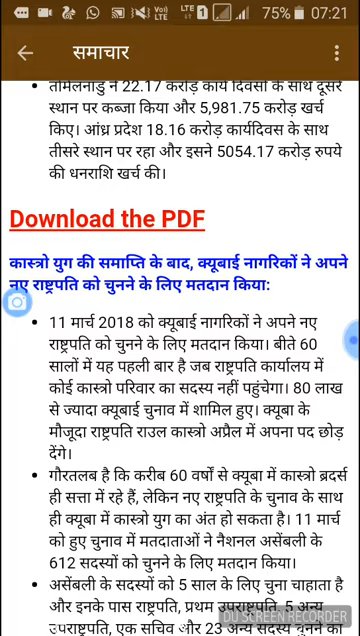 LTE 1 75% 07:21
समाचार
तमिलनाडु ने 22.17 करोड़ कार्य दिवसों के साथ दूसरे
स्थान पर कब्जा किया और 5,981.75 करोड़ खर्च
किए। आंध्र प्रदेश 18.16 करोड़ कार्यदिवस के साथ
तीसरे स्थान पर रहा और इसने 5054.17 करोड़ रुपये
की धनराशि खर्च की।
Download the PDF
कास्त्रो युग की समाप्ति के बाद, क्यूबाई नागरिकों ने अपने
नए राष्ट्रपति को चुनने के लिए मतदान किया:
11 मार्च 2018 को क्यूबाई नागरिकों ने अपने नए
राष्ट्रपति को चुनने के लिए मतदान किया। बीते 60
सालों में यह पहली बार है जब राष्ट्रपति कार्यालय में
कोई कास्त्रो परिवार का सदस्य नहीं पहुंचेगा। 80 लाख
से ज्यादा क्यूबाई चुनाव में शामिल हुए। क्यूबा के
मौजूदा राष्ट्रपति राउल कास्त्रो अप्रैल में अपना पद छोड़
देंगे।
गौरतलब है कि करीब 60 वर्षों से क्यूबा में कास्त्रो ब्रदर्स
ही सत्ता में रहे हैं, लेकिन नए राष्ट्रपति के चुनाव के साथ
ही क्यूबा में कास्त्रो युग का अंत हो सकता है। 11 मार्च
को हुए चुनाव में मतदाताओं ने नैशनल असेंबली के
612 सदस्यों को चुनने के लिए मतदान किया।
असेंबली के सदस्यों को 5 साल के लिए चुना चाहाता है
और इनके पास राष्ट्रपति, प्रथम उपराष्ट्रपति, 5 अन्य
उपराष्ट्रपति, एक सचिव और 23 अन्य सदस्य चुनने का
DU SCREEN RECORDER